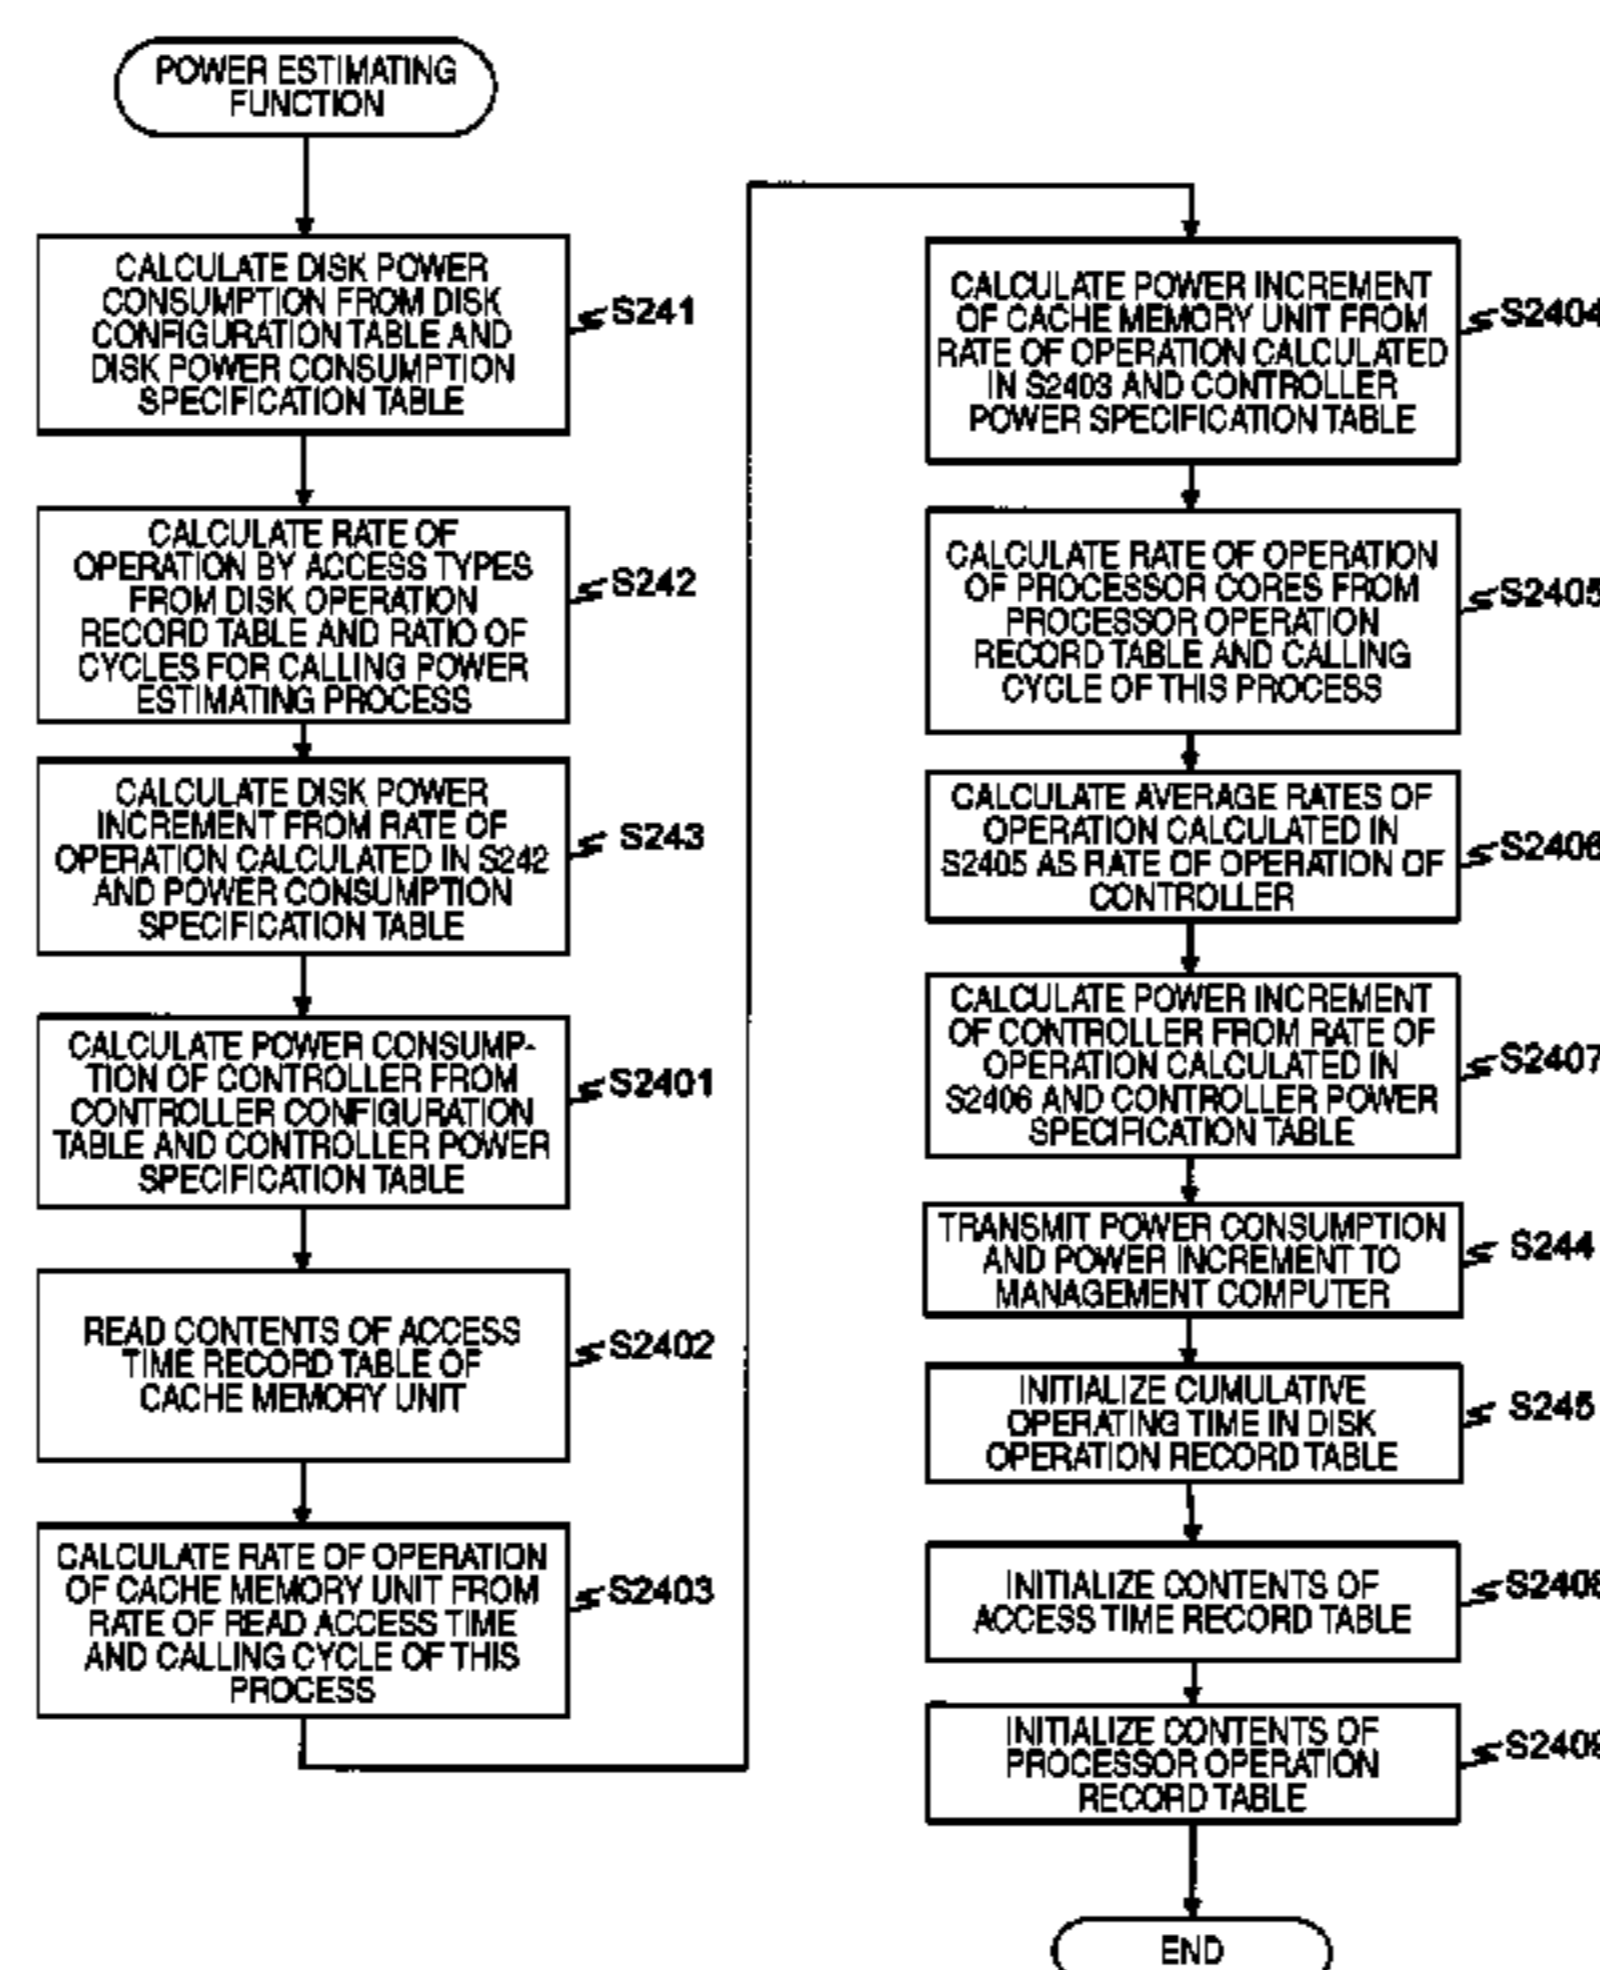 POWER ESTIMATING
FUNCTION
CALCULATE DISK POWER
CONSUMPTION FROM DISK
CONFIGURATION TABLE AND
DISK POWER CONSUMPTION
SPECIFICATION TABLE
S241
CALCULATE RATE OF
OPERATION BY ACCESS TYPES
FROM DISK OPERATION
RECORD TABLE AND RATIO OF
CYCLES FOR CALLING POWER
ESTIMATING PROCESS
S242
CALCULATE DISK POWER
INCREMENT FROM RATE OF
OPERATION CALCULATED IN S242
AND POWER CONSUMPTION
SPECIFICATION TABLE
S243
CALCULATE POWER CONSUMP-
TION OF CONTROLLER FROM
CONTROLLER CONFIGURATION
TABLE AND CONTROLLER POWER
SPECIFICATION TABLE
S2401
READ CONTENTS OF ACCESS
TIME RECORD TABLE OF
CACHE MEMORY UNIT
S2402
CALCULATE RATE OF OPERATION
OF CACHE MEMORY UNIT FROM
RATE OF READ ACCESS TIME
AND CALLING CYCLE OF THIS
PROCESS
S2403
CALCULATE POWER INCREMENT
OF CACHE MEMORY UNIT FROM
RATE OF OPERATION CALCULATED
IN S2403 AND CONTROLLER
POWER SPECIFICATION TABLE
S2404
CALCULATE RATE OF OPERATION
OF PROCESSOR CORES FROM
PROCESSOR OPERATION
RECORD TABLE AND CALLING
CYCLE OF THIS PROCESS
S2405
CALCULATE AVERAGE RATES OF
OPERATION CALCULATED IN
S2405 AS RATE OF OPERATION OF
CONTROLLER
S2406
CALCULATE POWER INCREMENT
OF CONTROLLER FROM RATE OF
OPERATION CALCULATED IN
S2406 AND CONTROLLER POWER
SPECIFICATION TABLE
S2407
TRANSMIT POWER CONSUMPTION
AND POWER INCREMENT TO
MANAGEMENT COMPUTER
S244
INITIALIZE CUMULATIVE
OPERATING TIME IN DISK
OPERATION RECORD TABLE
S245
INITIALIZE CONTENTS OF
ACCESS TIME RECORD TABLE
S2408
INITIALIZE CONTENTS OF
PROCESSOR OPERATION
RECORD TABLE
S2409
END